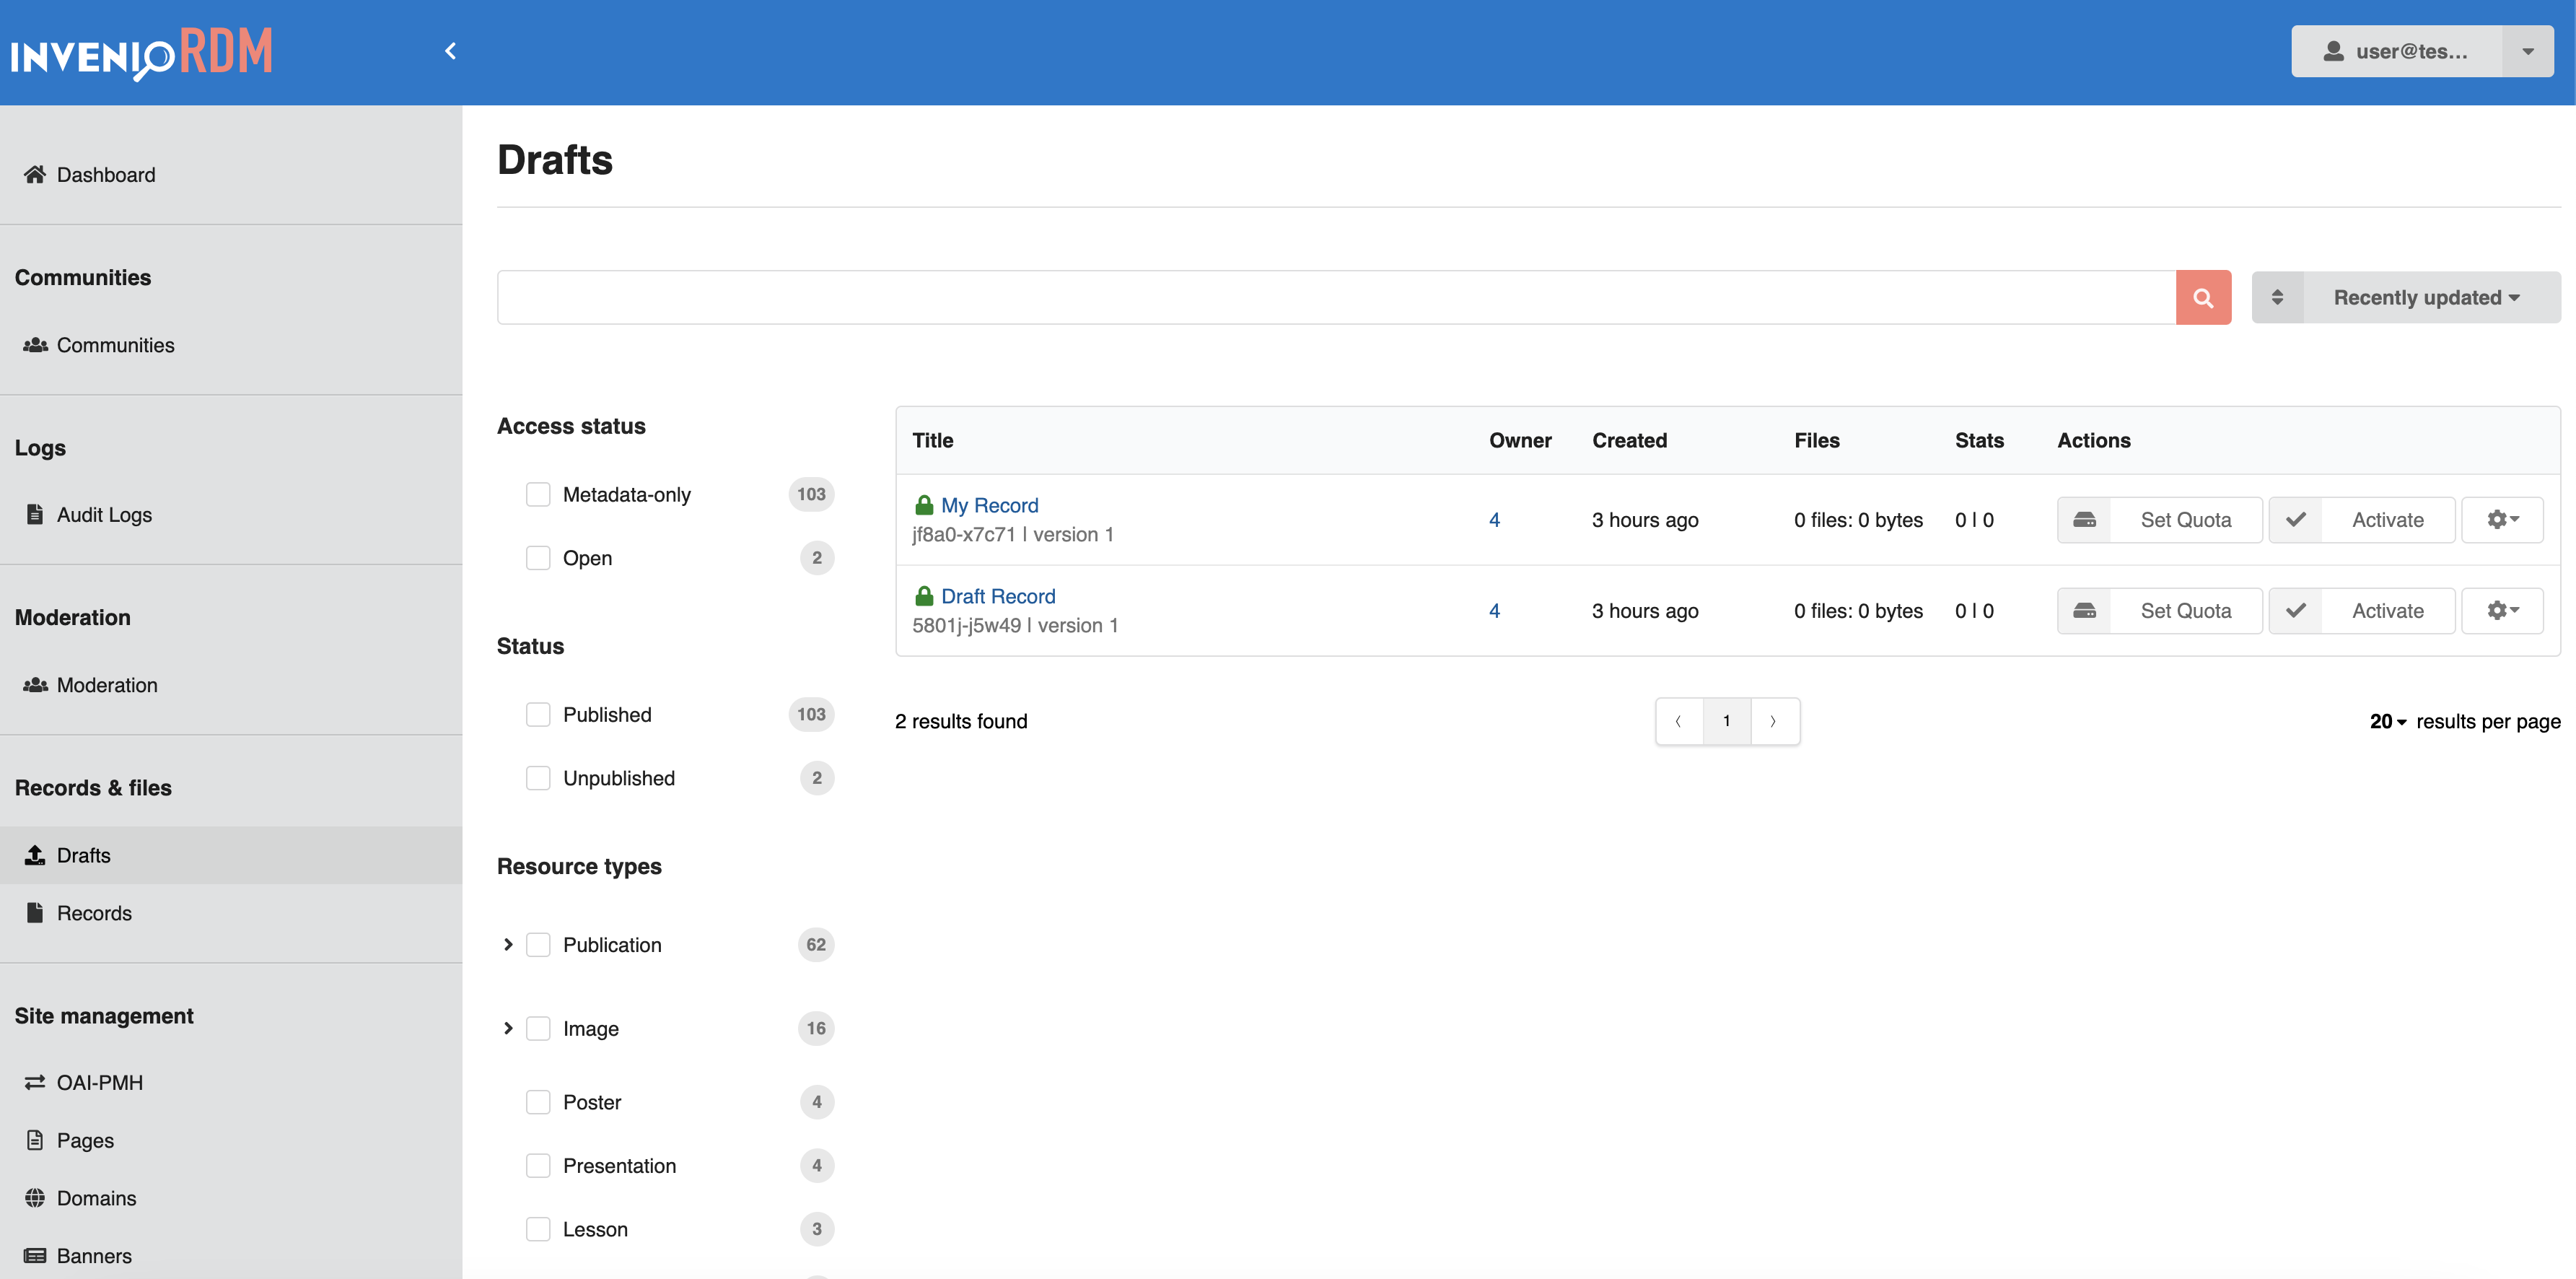 INVENIORDM
user@tes...
Dashboard
Communities
Communities
Logs
Audit Logs
Moderation
Moderation
Records & files
Drafts
Records
Site management
OAI-PMH
Pages
Domains
Banners
Drafts
Recently updated
Access status
Metadata-only 103
Open 2
Status
Published 103
Unpublished 2
Resource types
Publication 62
Image 16
Poster 4
Presentation 4
Lesson 3
Title Owner Created Files Stats Actions
My Record 4 3 hours ago 0 files: 0 bytes 0 | 0 Set Quota Activate
jf8a0-x7c71 | version 1
Draft Record 4 3 hours ago 0 files: 0 bytes 0 | 0 Set Quota Activate
5801j-j5w49 | version 1
2 results found ‹ 1 › 20 results per page